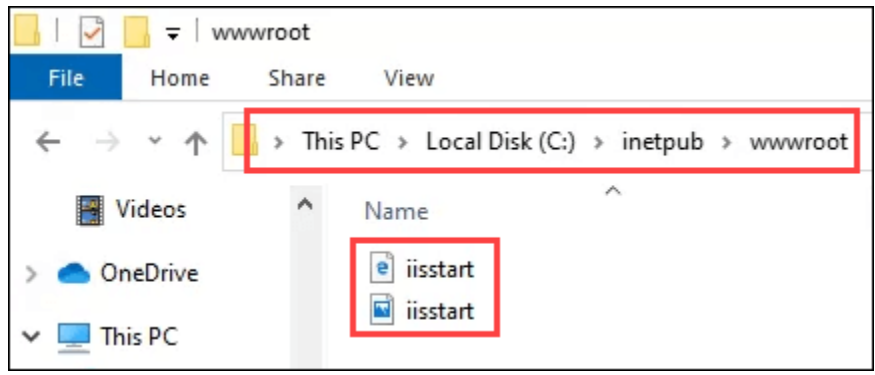 wwwroot
File Home Share View
This PC > Local Disk (C:) > inetpub > wwwroot
Videos
Name
OneDrive
iisstart
iisstart
This PC